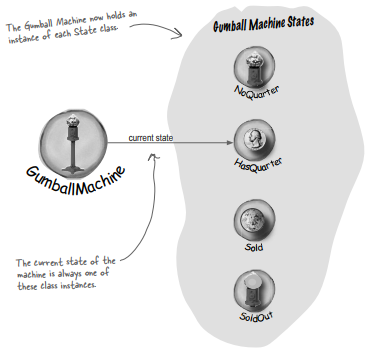 The Gumball Machine now holds an
instance of each State class.
Gumball Machine States
NoQuarter
current state
HasQuarter
GumballMachine
Sold
The current state of the
machine is always one of
these class instances.
SoldOut